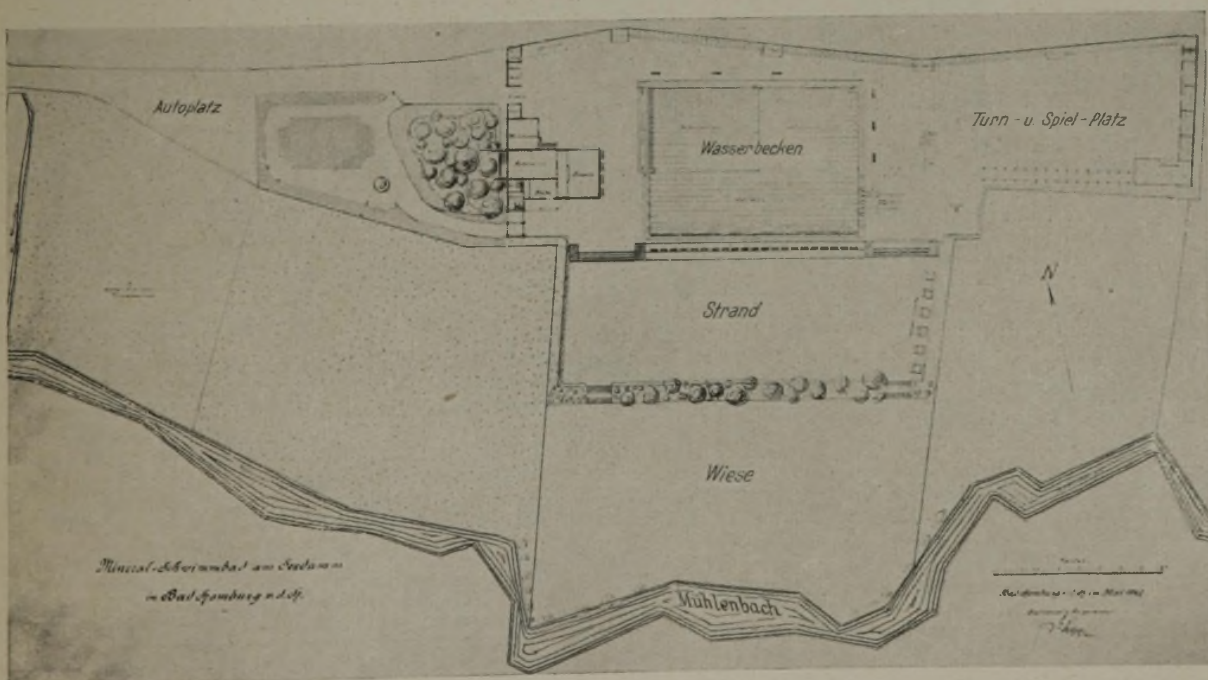 Autoplatz
Wasserbecken
Turn- u. Spiel-Platz
N
Strand
Wiese
Mineral-Schwimmbad am Seedamm
in Bad Homburg v.d.H.
Mühlenbach